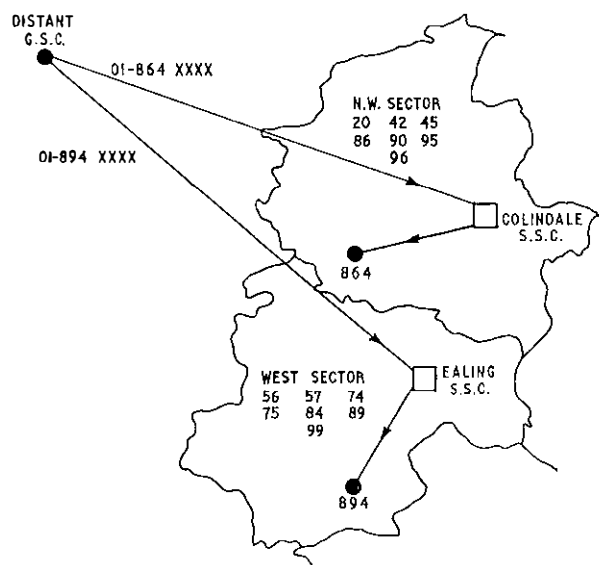 DISTANT
G.S.C.
01-864 XXXX
01-894 XXXX
N.W. SECTOR
20 42 45
86 90 95
96
COLINDALE
S.S.C.
864
WEST SECTOR
56 57 74
75 84 89
99
EALING
S.S.C.
894